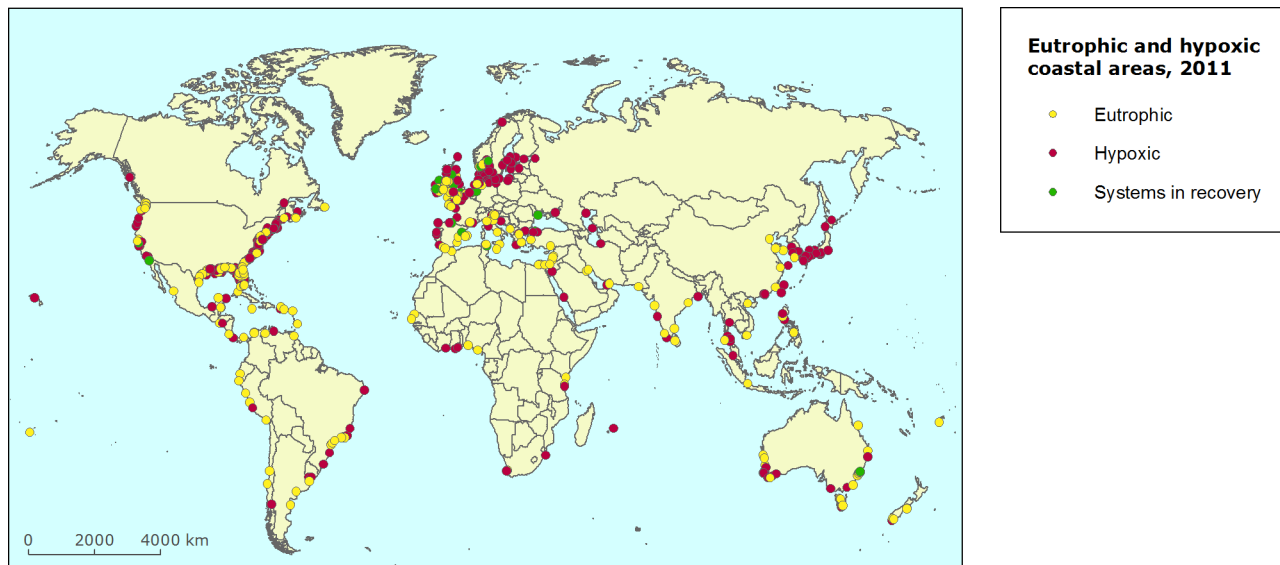 Eutrophic and hypoxic
coastal areas, 2011
Eutrophic
Hypoxic
Systems in recovery
0 2000 4000 km